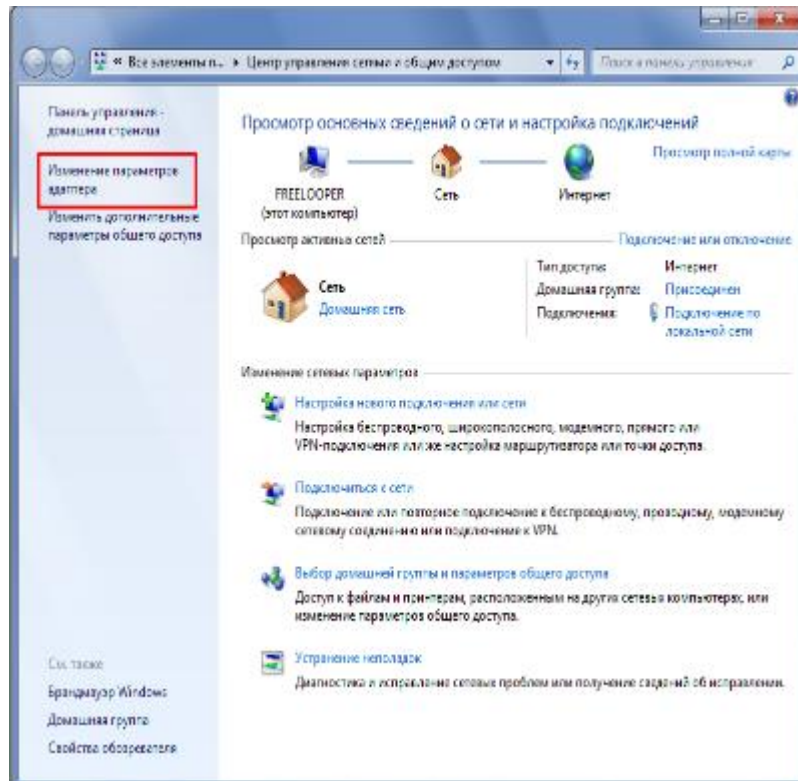 « Все элементы п... ▸ Центр управления сетями и общим доступом
Поиск в панель управления
Панель управления -
домашняя страница
Изменение параметров
адаптера
Изменить дополнительные
параметры общего доступа
См. также
Брандмауэр Windows
Домашняя группа
Свойства обозревателя
Просмотр основных сведений о сети и настройка подключений
Просмотр полной карты
FREELOOPER
(этот компьютер)
Сеть
Интернет
Просмотр активных сетей
Подключение или отключение
Сеть
Домашняя сеть
Тип доступа: Интернет
Домашняя группа: Присоединен
Подключения: Подключение по
локальной сети
Изменение сетевых параметров
Настройка нового подключения или сети
Настройка беспроводного, широкополосного, модемного, прямого или
VPN-подключения или же настройка маршрутизатора или точки доступа.
Подключиться к сети
Подключение или повторное подключение к беспроводному, проводному, модемному
сетевому соединению или подключение к VPN.
Выбор домашней группы и параметров общего доступа
Доступ к файлам и принтерам, расположенным на других сетевых компьютерах, или
изменение параметров общего доступа.
Устранение неполадок
Диагностика и исправление сетевых проблем или получение сведений об исправлении.